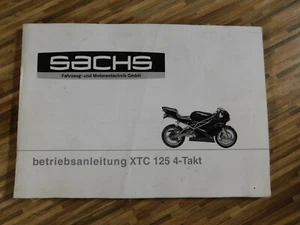 SACHS
Fahrzeug- und Motorentechnik GmbH
betriebsanleitung XTC 125 4-Takt